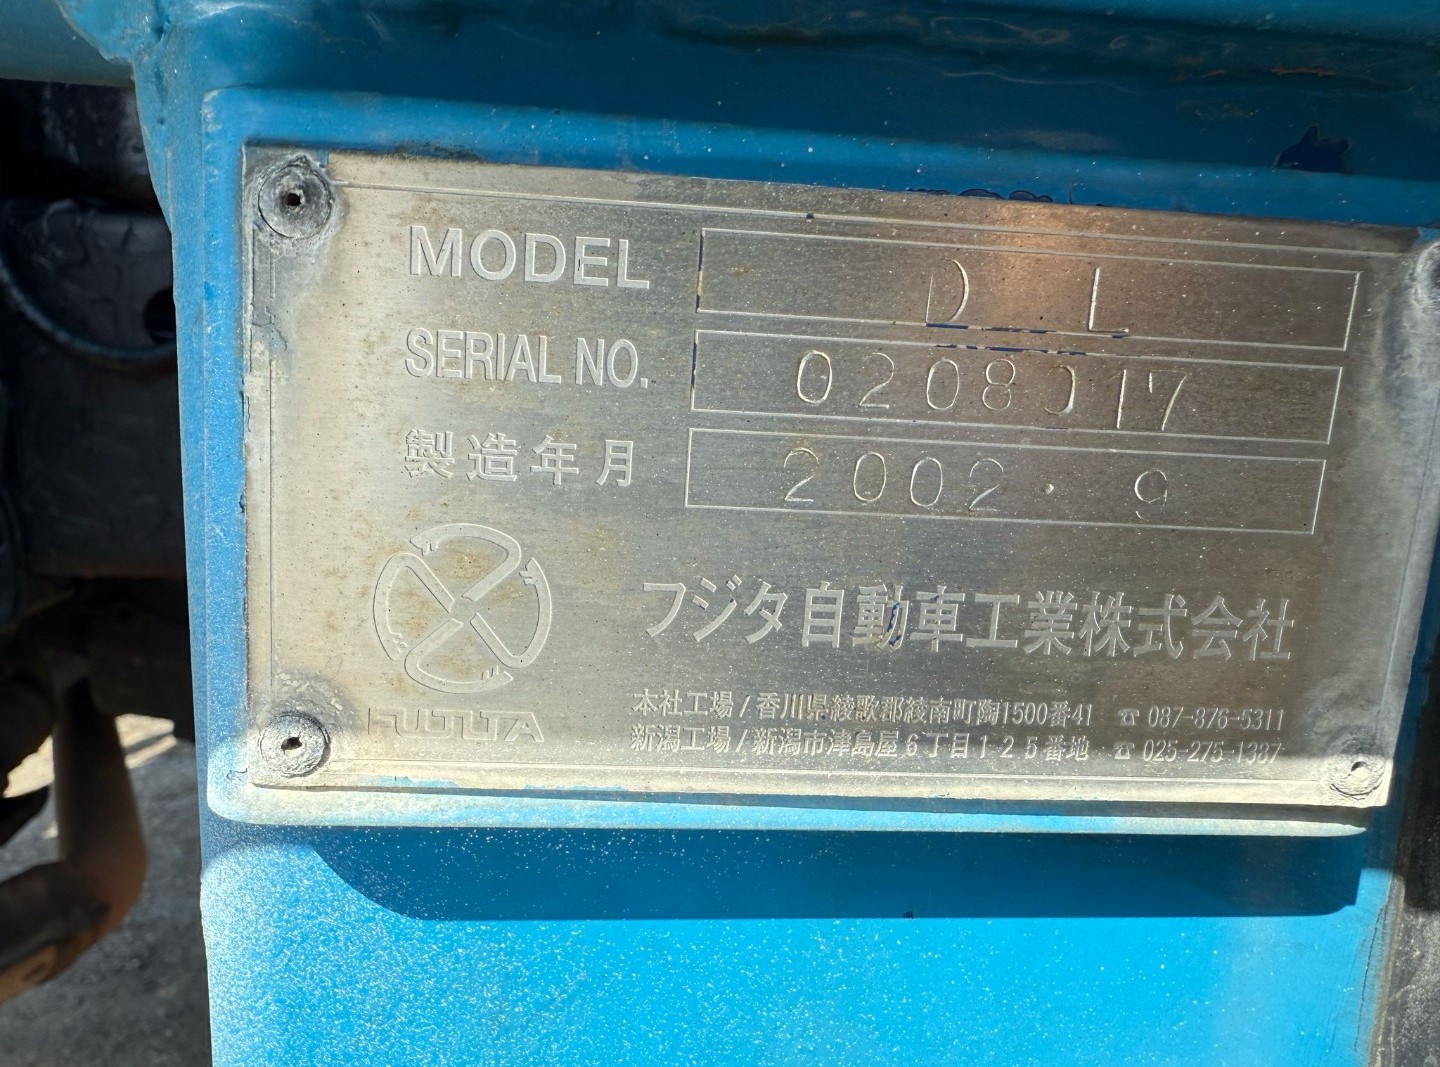 MODEL D L
SERIAL NO. 0208017
製造年月 2002・9
フジタ自動車工業株式会社
FUJITA
本社工場/香川県綾歌郡綾南町陶1500番41 ☎ 087-876-5311
新潟工場/新潟市津島屋6丁目125番地 ☎ 025-275-1387